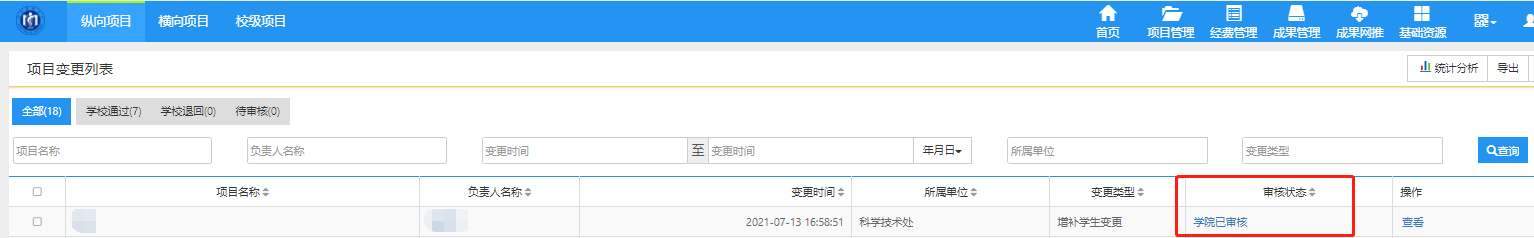 纵向项目 横向项目 校级项目
首页 项目管理 经费管理 成果管理 成果网推 基础资源
项目变更列表
统计分析 导出
全部(18) 学校通过(7) 学校退回(0) 待审核(0)
项目名称 负责人名称 变更时间 至 变更时间 年月日 所属单位 变更类型 查询
项目名称 负责人名称 变更时间 所属单位 变更类型 审核状态 操作
2021-07-13 16:58:51 科学技术处 增补学生变更 学院已审核 查看